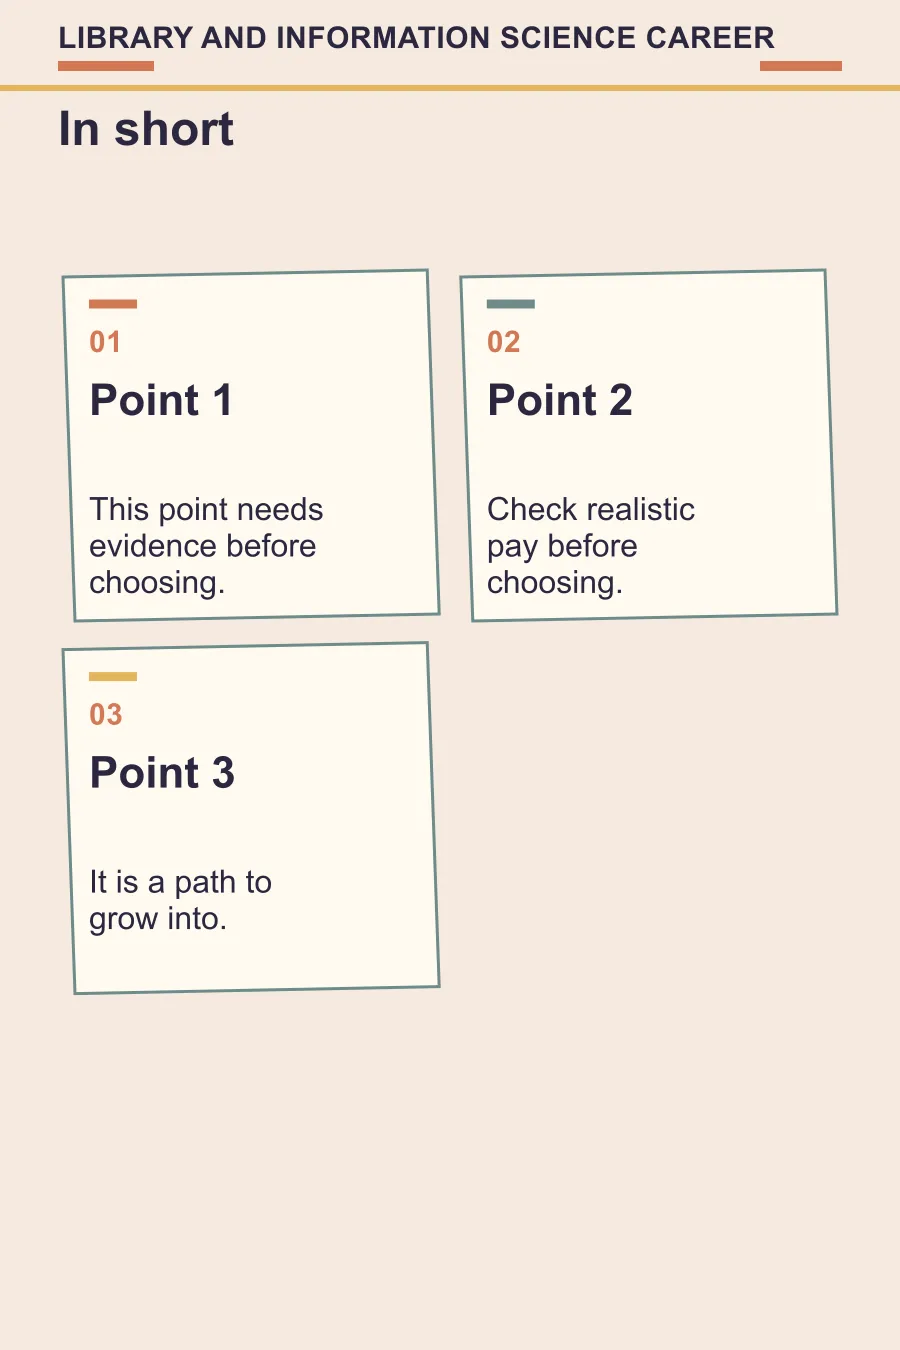 LIBRARY AND INFORMATION SCIENCE CAREER
In short
01
Point 1
This point needs
evidence before
choosing.
02
Point 2
Check realistic
pay before
choosing.
03
Point 3
It is a path to
grow into.